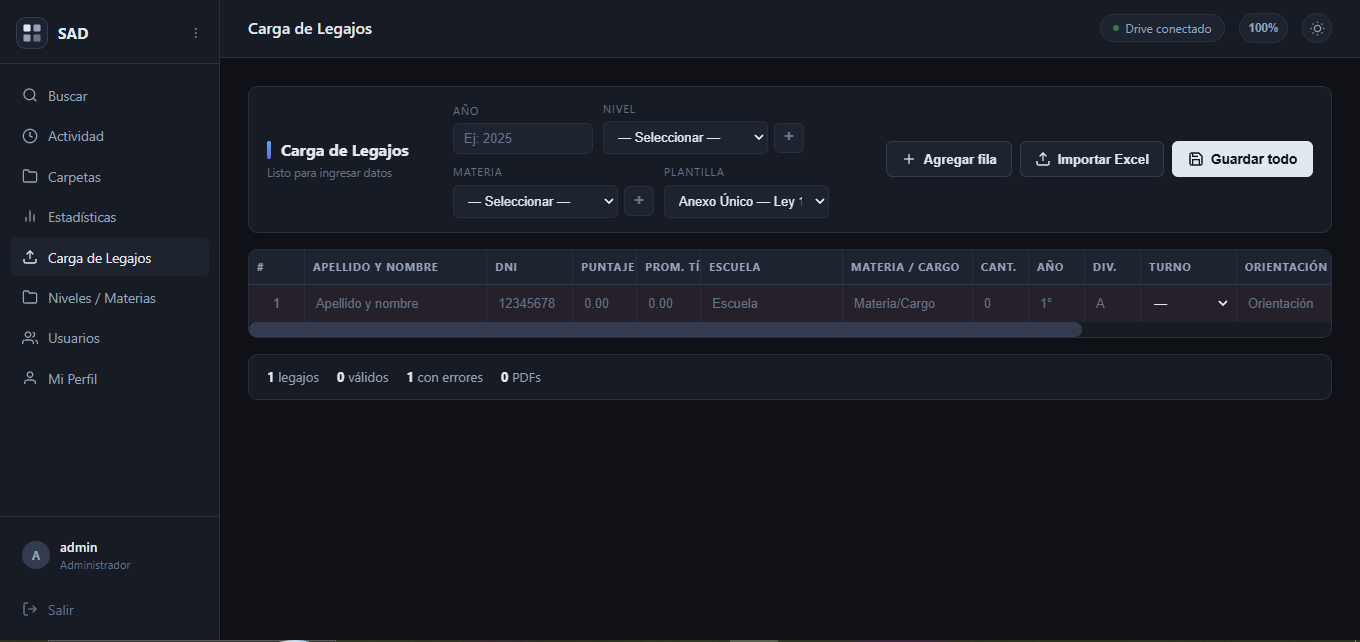 SAD
Buscar
Actividad
Carpetas
Estadísticas
Carga de Legajos
Niveles / Materias
Usuarios
Mi Perfil
A
admin
Administrador
Salir
Carga de Legajos
Drive conectado
100%
Carga de Legajos
Listo para ingresar datos
AÑO
Ej: 2025
NIVEL
— Seleccionar —
+
MATERIA
— Seleccionar —
+
PLANTILLA
Anexo Único — Ley 1
+ Agregar fila
Importar Excel
Guardar todo
# APELLIDO Y NOMBRE DNI PUNTAJE PROM. TÍ ESCUELA MATERIA / CARGO CANT. AÑO DIV. TURNO ORIENTACIÓN
1 Apellido y nombre 12345678 0.00 0.00 Escuela Materia/Cargo 0 1° A — Orientación
1 legajos 0 válidos 1 con errores 0 PDFs